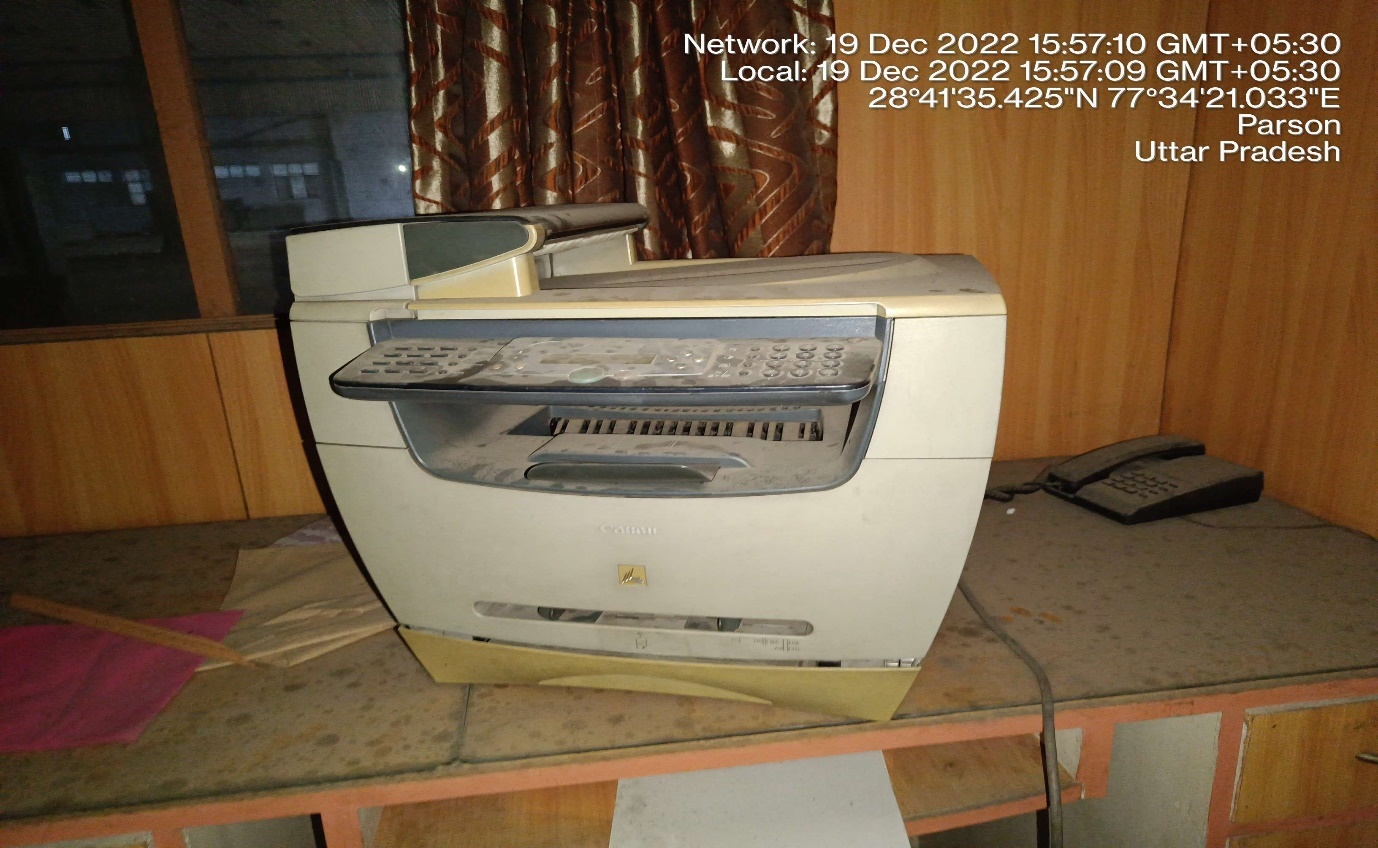 Network: 19 Dec 2022 15:57:10 GMT+05:30
Local: 19 Dec 2022 15:57:09 GMT+05:30
28°41'35.425"N 77°34'21.033"E
Parson
Uttar Pradesh
Canon